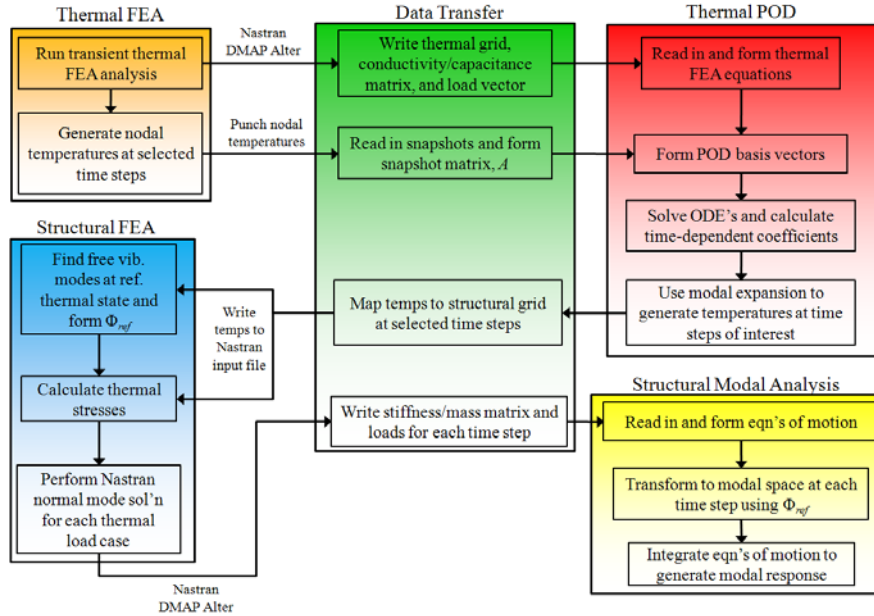 Thermal FEA
Run transient thermal
FEA analysis
Generate nodal
temperatures at selected
time steps
Nastran
DMAP Alter
Punch nodal
temperatures
Data Transfer
Write thermal grid,
conductivity/capacitance
matrix, and load vector
Read in snapshots and form
snapshot matrix, A
Map temps to structural grid
at selected time steps
Write stiffness/mass matrix and
loads for each time step
Thermal POD
Read in and form thermal
FEA equations
Form POD basis vectors
Solve ODE's and calculate
time-dependent coefficients
Use modal expansion to
generate temperatures at time
steps of interest
Structural FEA
Find free vib.
modes at ref.
thermal state and
form Φref
Calculate thermal
stresses
Perform Nastran
normal mode sol'n
for each thermal
load case
Write
temps to
Nastran
input file
Nastran
DMAP Alter
Structural Modal Analysis
Read in and form eqn's of motion
Transform to modal space at each
time step using Φref
Integrate eqn's of motion to
generate modal response